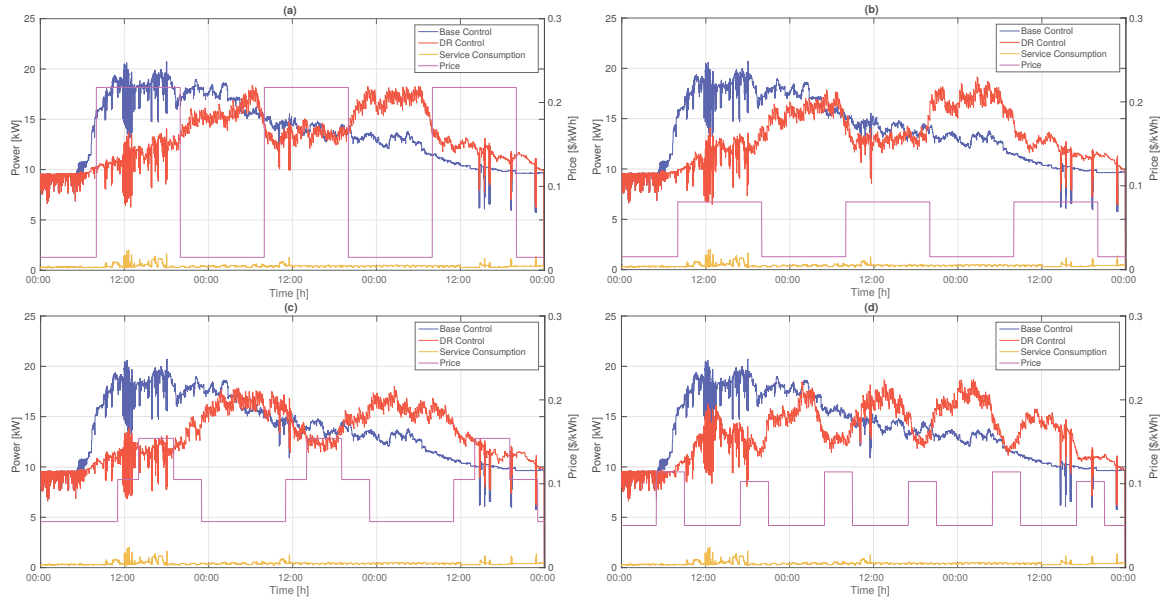 (a)
25
20
15
10
5
0
Power [kW]
0.3
0.2
0.1
0
Price [$/kWh]
Base Control
DR Control
Service Consumption
Price
00:00 12:00 00:00 12:00 00:00 12:00 00:00
Time [h]
(b)
25
20
15
10
5
0
Power [kW]
0.3
0.2
0.1
0
Price [$/kWh]
Base Control
DR Control
Service Consumption
Price
00:00 12:00 00:00 12:00 00:00 12:00 00:00
Time [h]
(c)
25
20
15
10
5
0
Power [kW]
0.3
0.2
0.1
0
Price [$/kWh]
Base Control
DR Control
Service Consumption
Price
00:00 12:00 00:00 12:00 00:00 12:00 00:00
Time [h]
(d)
25
20
15
10
5
0
Power [kW]
0.3
0.2
0.1
0
Price [$/kWh]
Base Control
DR Control
Service Consumption
Price
00:00 12:00 00:00 12:00 00:00 12:00 00:00
Time [h]